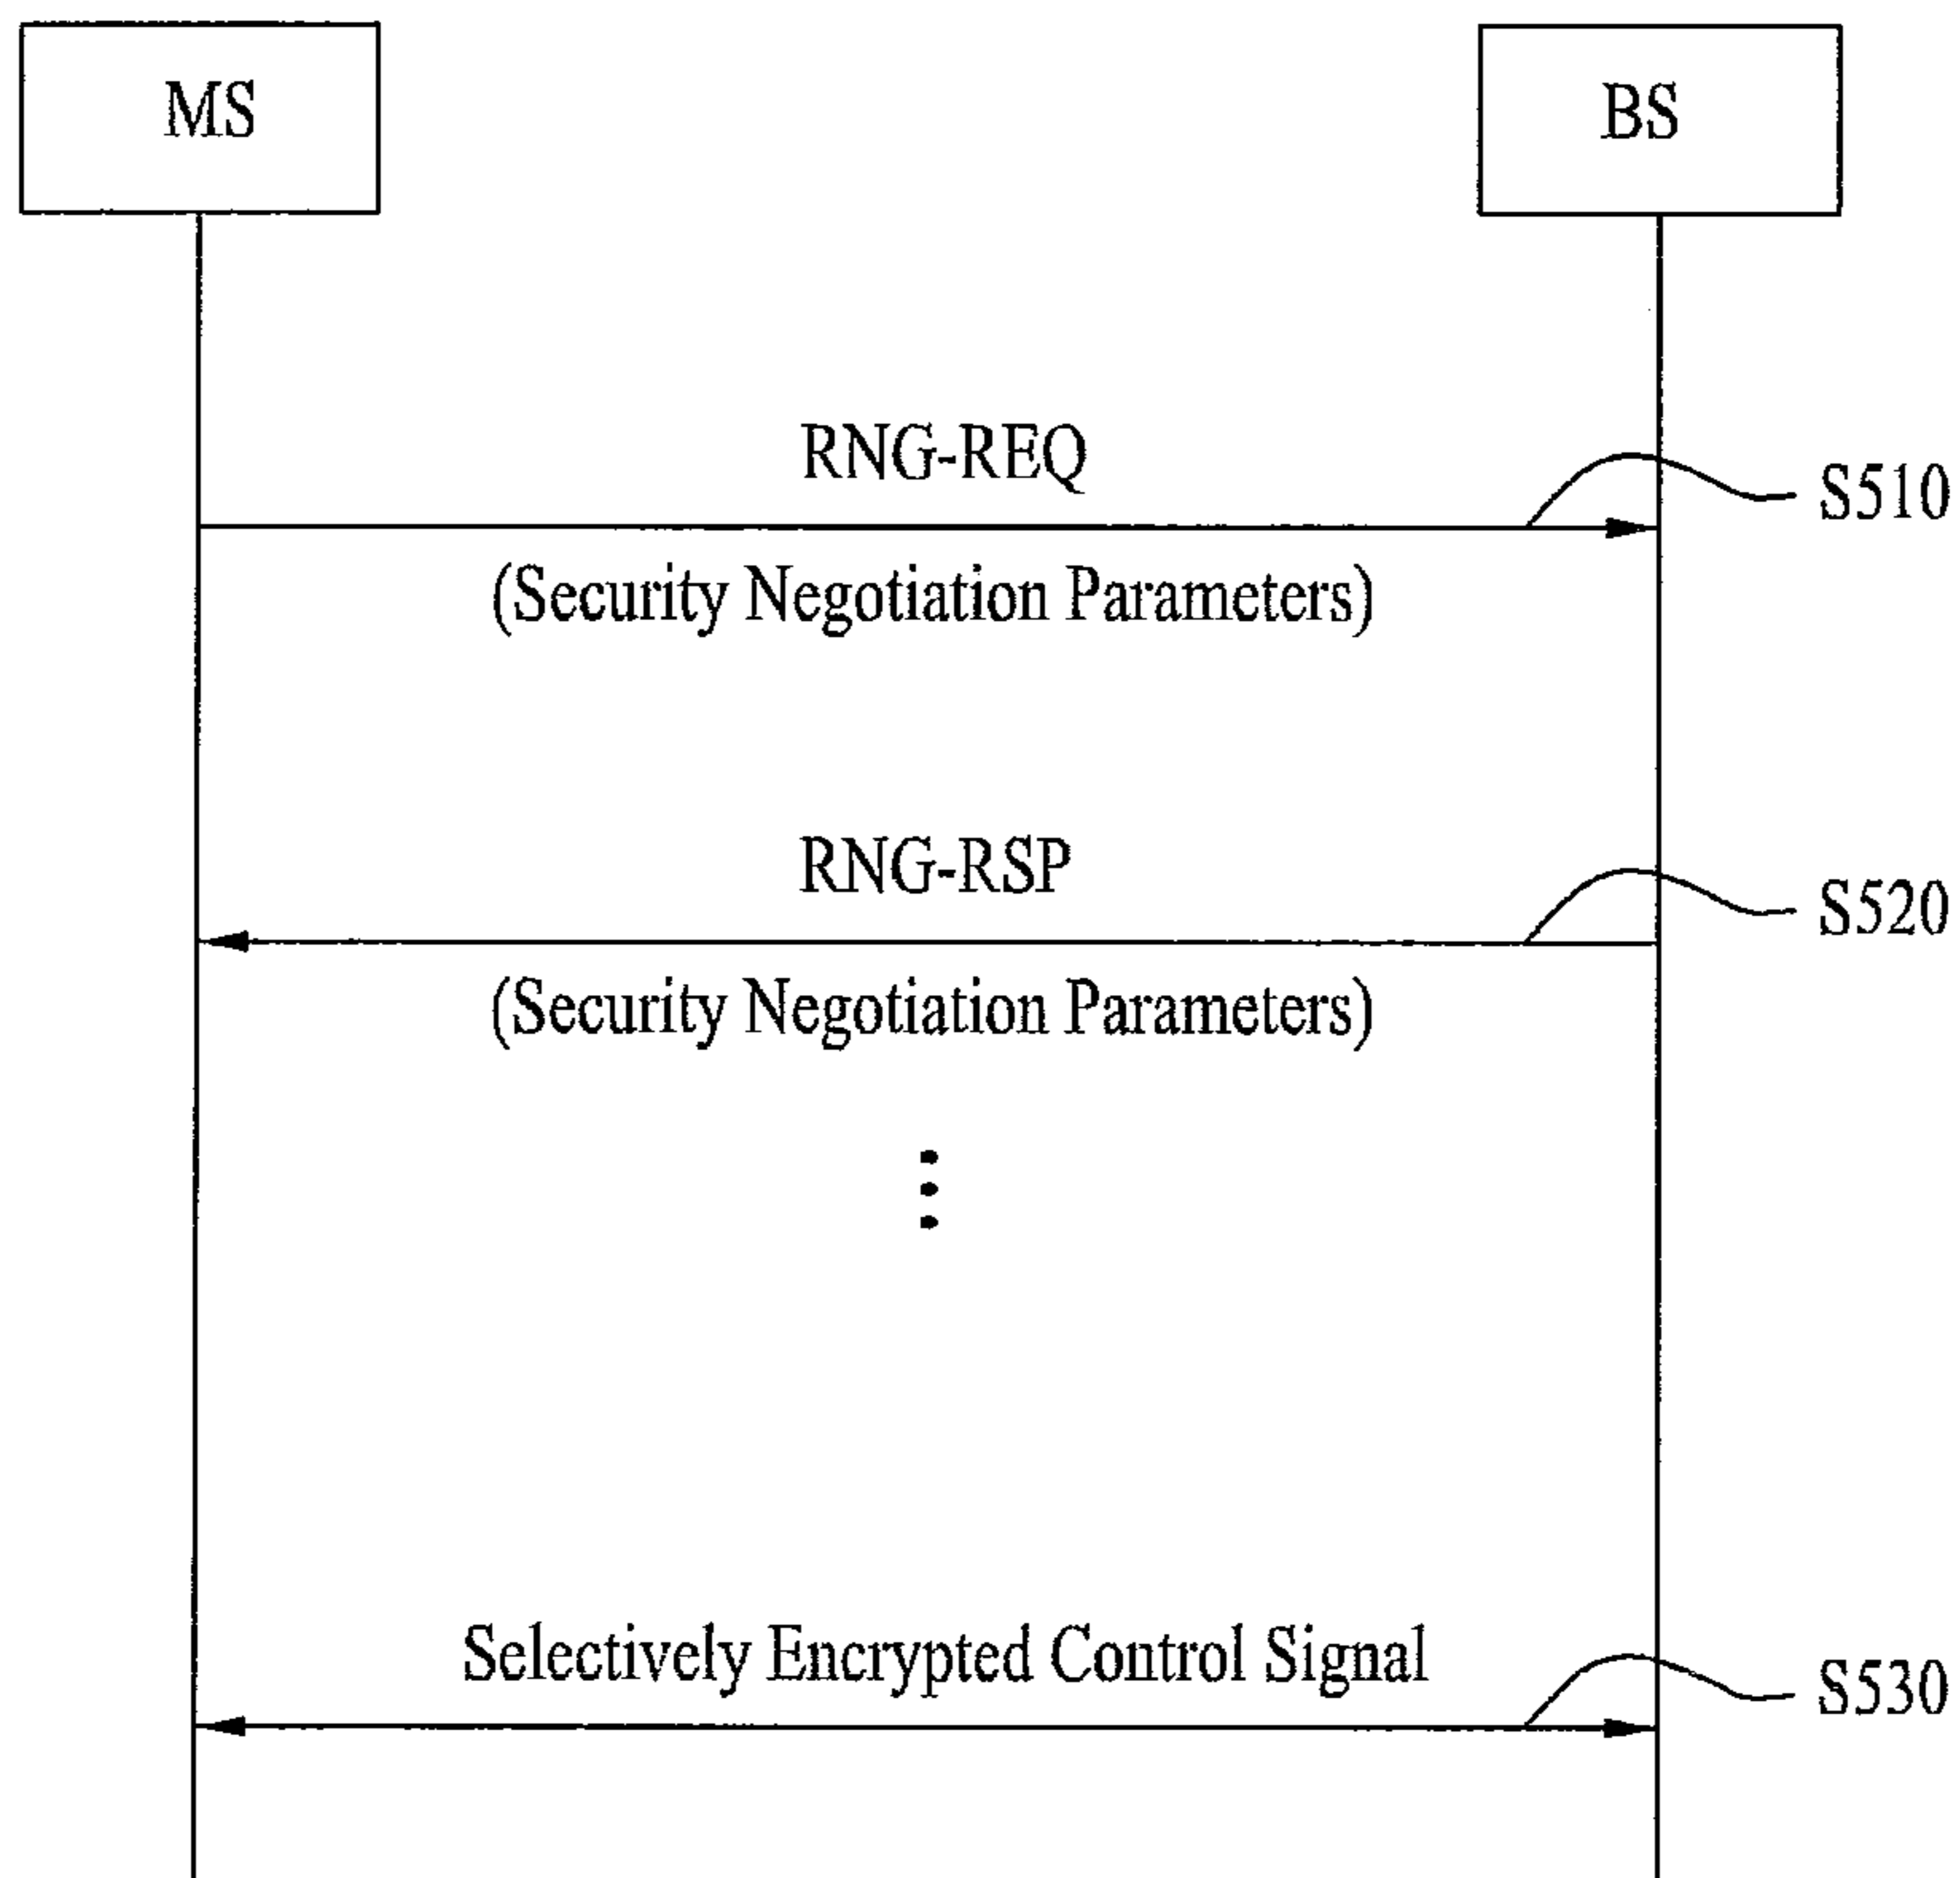 MS
BS
RNG-REQ
S510
(Security Negotiation Parameters)
RNG-RSP
S520
(Security Negotiation Parameters)
Selectively Encrypted Control Signal
S530